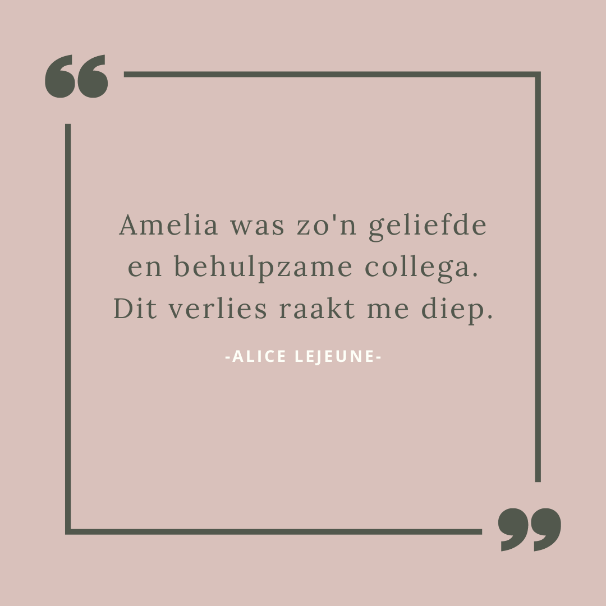 “
Amelia was zo'n geliefde
en behulpzame collega.
Dit verlies raakt me diep.
-ALICE LEJEUNE-
”